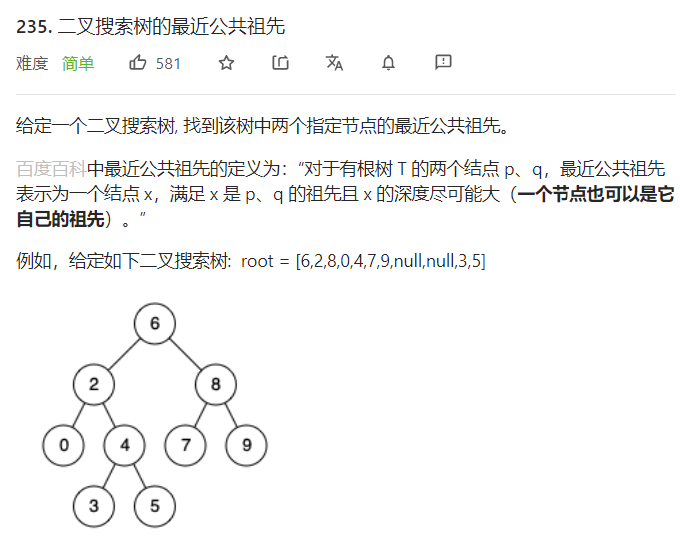 235. 二叉搜索树的最近公共祖先
难度 简单 581
给定一个二叉搜索树, 找到该树中两个指定节点的最近公共祖先。
百度百科中最近公共祖先的定义为：“对于有根树 T 的两个结点 p、q，最近公共祖先
表示为一个结点 x，满足 x 是 p、q 的祖先且 x 的深度尽可能大（一个节点也可以是它
自己的祖先）。”
例如，给定如下二叉搜索树: root = [6,2,8,0,4,7,9,null,null,3,5]
6
2 8
0 4 7 9
3 5